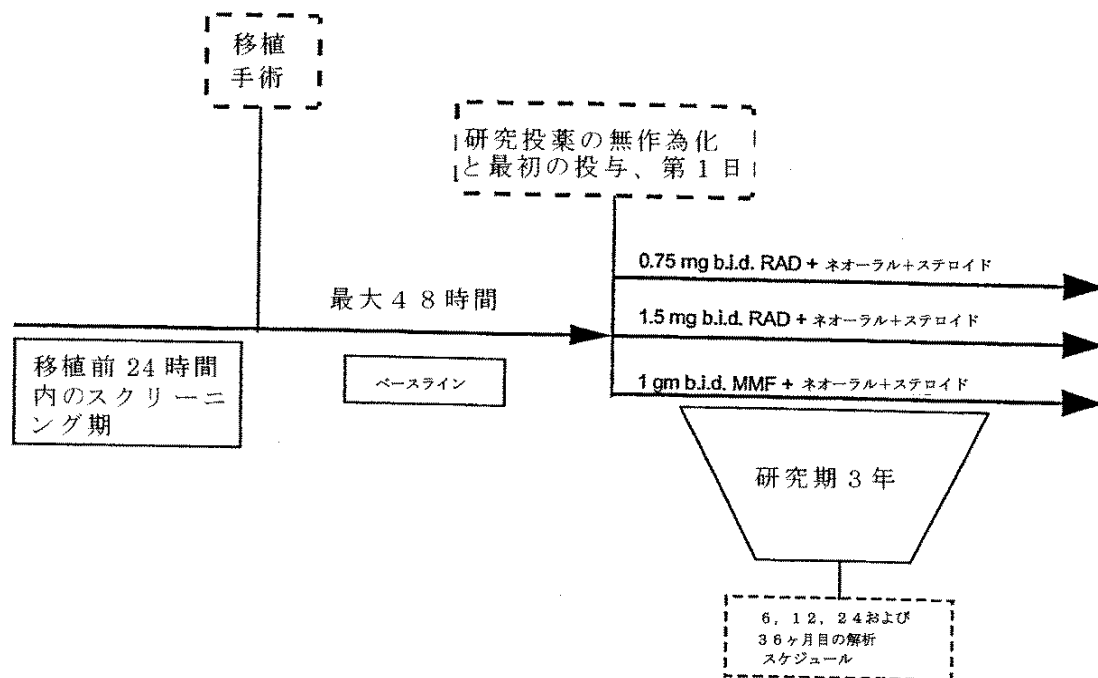 移植
手術
研究投薬の無作為化
と最初の投与、第1日
0.75 mg b.i.d. RAD + ネオーラル+ステロイド
最大48時間
1.5 mg b.i.d. RAD + ネオーラル+ステロイド
移植前24時間
内のスクリーニ
ング期
ベースライン
1 gm b.i.d. MMF + ネオーラル+ステロイド
研究期3年
6, 12, 24および
36ヶ月目の解析
スケジュール